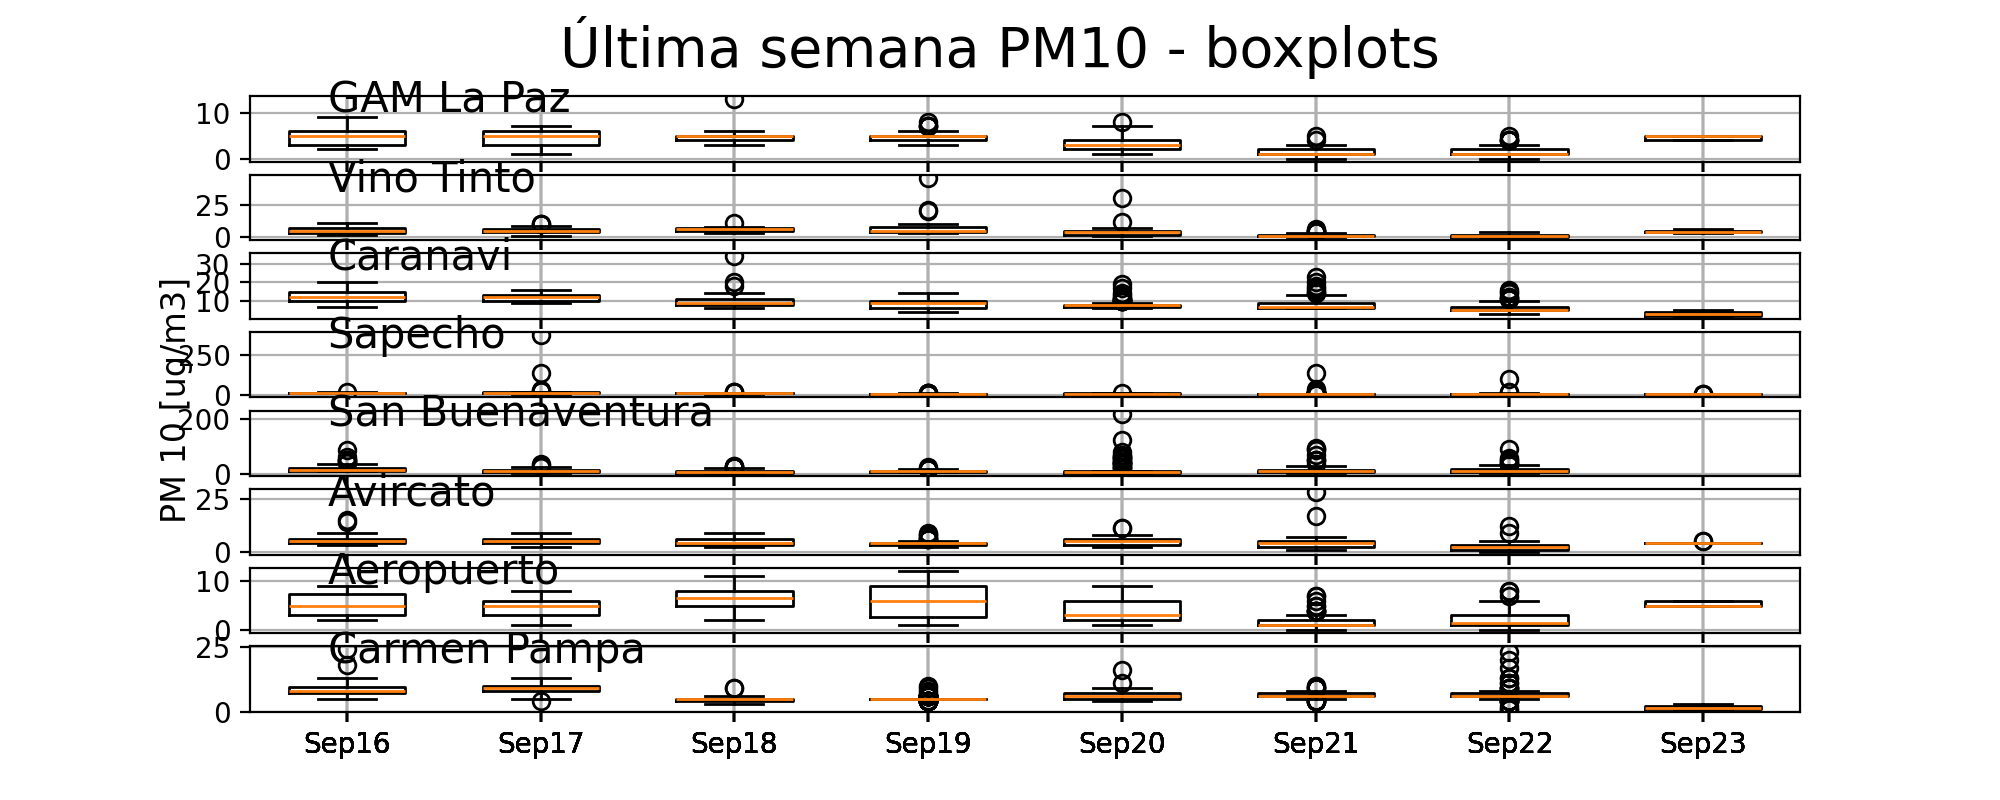 Última semana PM10 - boxplots
GAM La Paz
10
0
Vino Tinto
25
0
Caranavi
30
20
10
Sapecho
250
0
San Buenaventura
200
0
Avircato
25
0
Aeropuerto
10
0
Carmen Pampa
25
0
PM 10 [ug/m3]
Sep16 Sep17 Sep18 Sep19 Sep20 Sep21 Sep22 Sep23